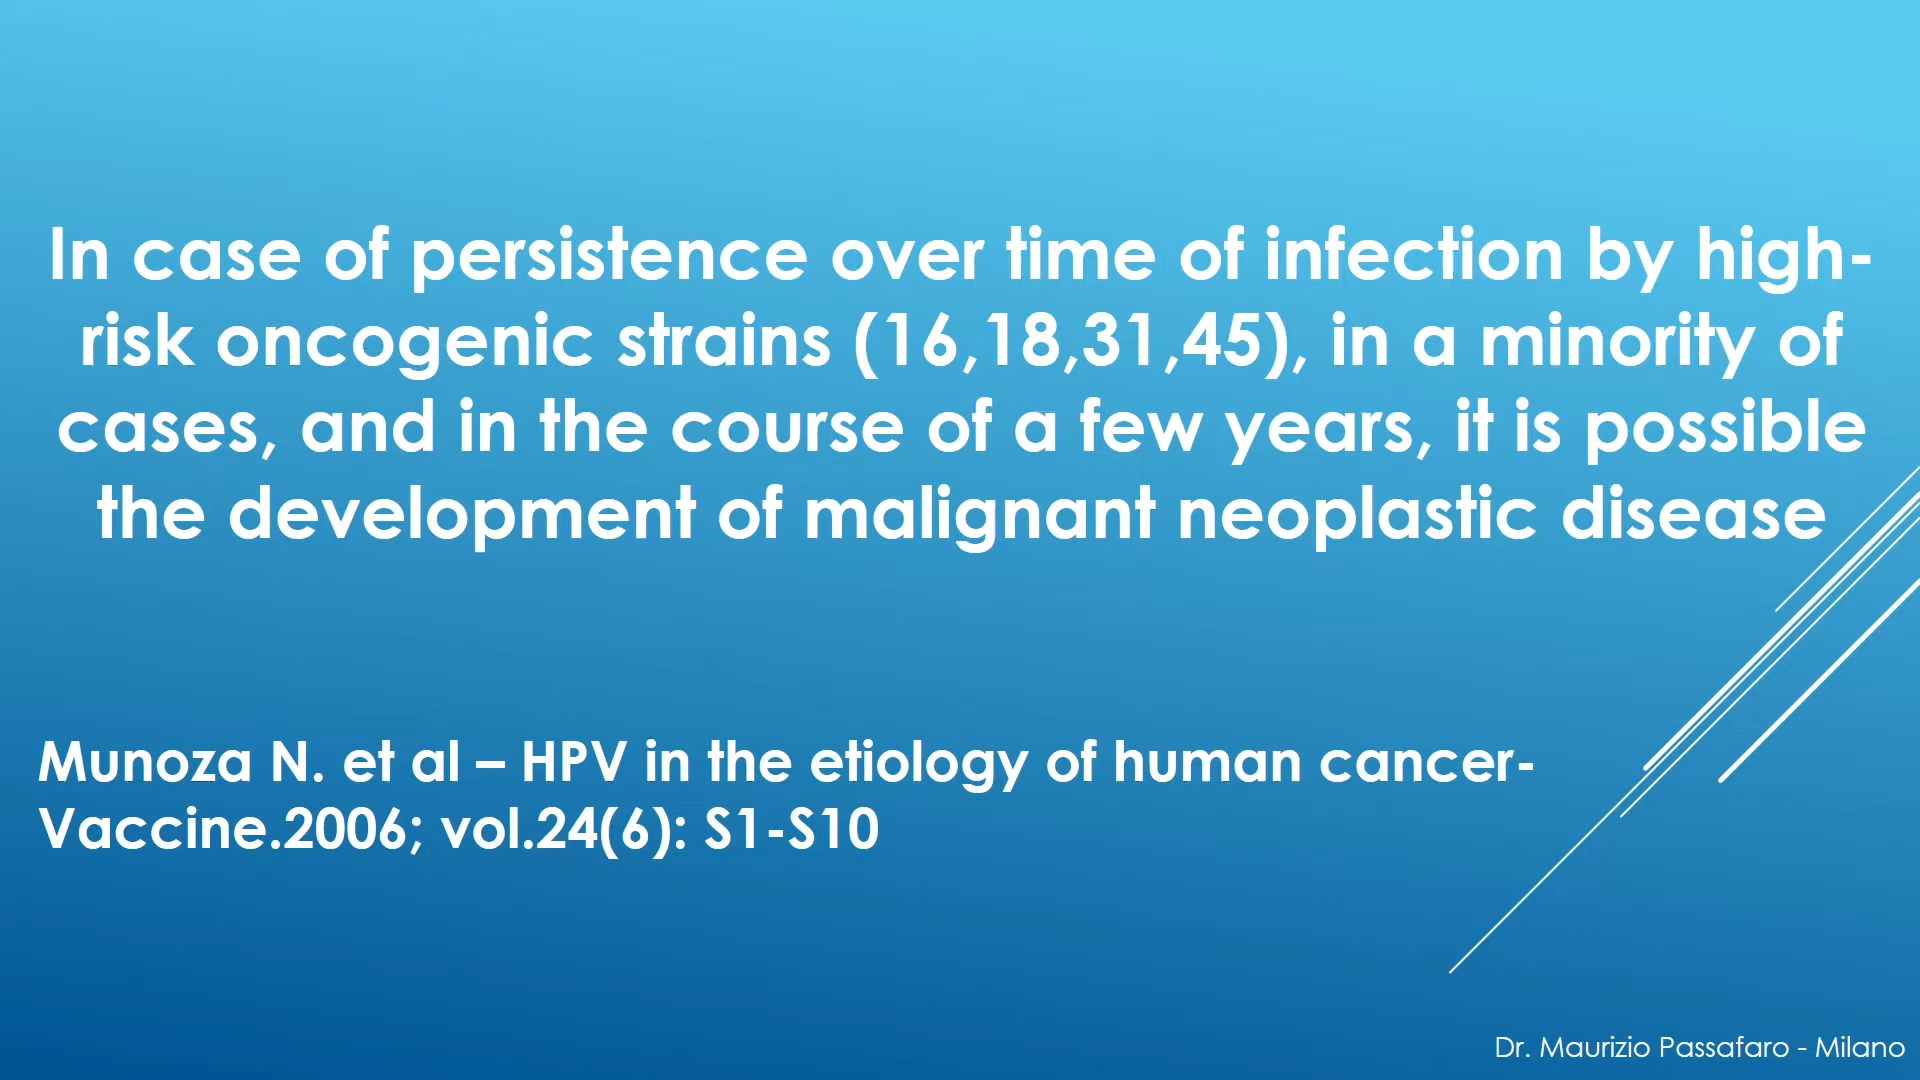 In case of persistence over time of infection by high-
risk oncogenic strains (16,18,31,45), in a minority of
cases, and in the course of a few years, it is possible
the development of malignant neoplastic disease
Munoza N. et al – HPV in the etiology of human cancer-
Vaccine.2006; vol.24(6): S1-S10
Dr. Maurizio Passafaro - Milano